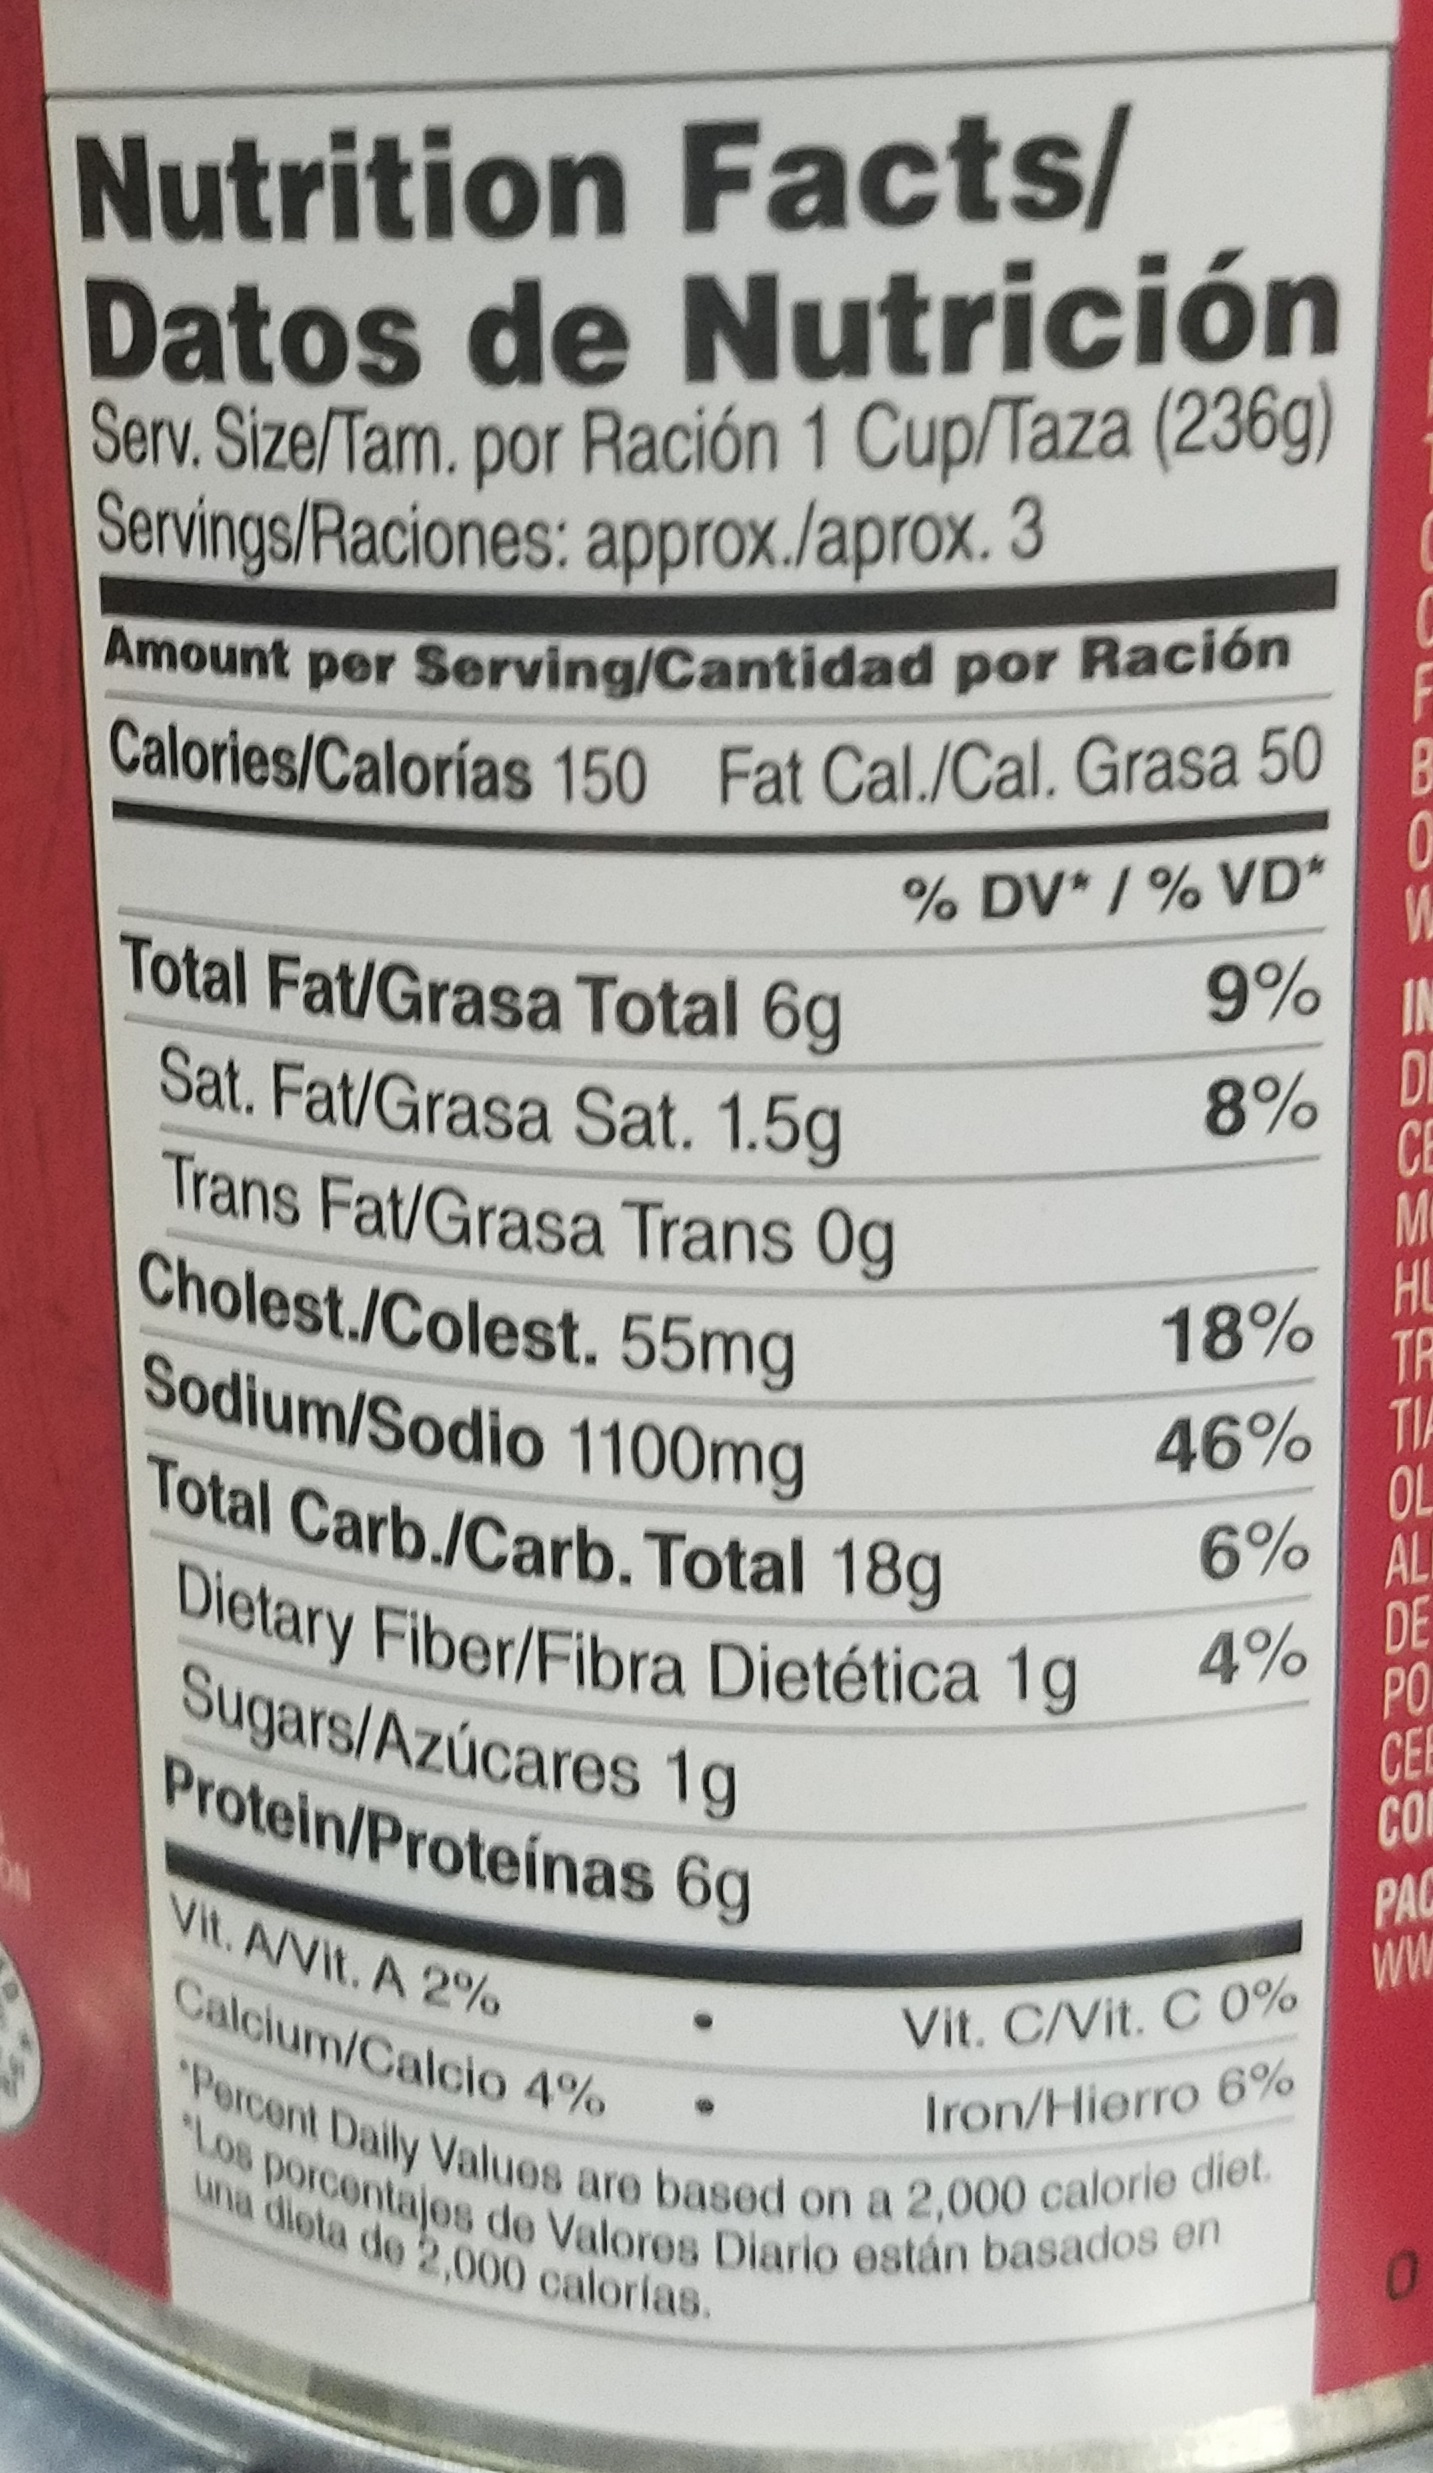 Nutrition Facts/
Datos de Nutrición
Serv. Size/Tam. por Ración 1 Cup/Taza (236g)
Servings/Raciones: approx./aprox. 3
Amount per Serving/Cantidad por Ración
Calories/Calorías 150 Fat Cal./Cal. Grasa 50
% DV* / % VD*
Total Fat/Grasa Total 6g 9%
Sat. Fat/Grasa Sat. 1.5g 8%
Trans Fat/Grasa Trans 0g
Cholest./Colest. 55mg 18%
Sodium/Sodio 1100mg 46%
Total Carb./Carb. Total 18g 6%
Dietary Fiber/Fibra Dietética 1g 4%
Sugars/Azúcares 1g
Protein/Proteínas 6g
Vit. A/Vit. A 2% • Vit. C/Vit. C 0%
Calcium/Calcio 4% • Iron/Hierro 6%
*Percent Daily Values are based on a 2,000 calorie diet.
*Los porcentajes de Valores Diario están basados en
una dieta de 2,000 calorías.